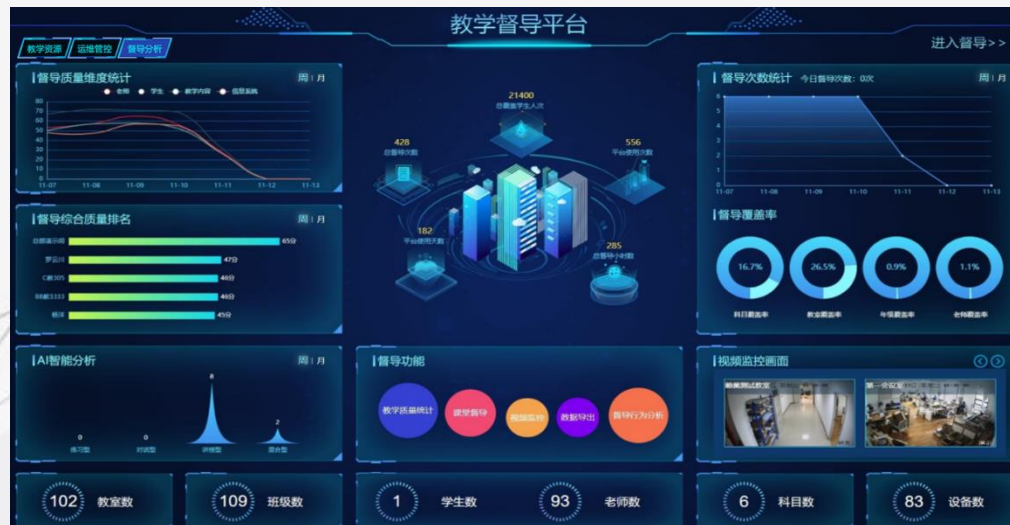 教学督导平台
教学资源
运维管控
督导分析
进入督导>>
督导质量维度统计
周 | 月
老师 学生 教学内容 信息系统
80
70
60
50
40
30
20
10
0
11-07 11-08 11-09 11-10 11-11 11-12 11-13
督导综合质量排名
周 | 月
总部演示间 65分
罗云川 47分
C教305 46分
BB教3333 46分
杨洋 45分
AI智能分析
周 | 月
0 0 8 2
练习型 对话型 讲授型 混合型
21400
总覆盖学生人次
428
总督导次数
556
平台使用次数
182
平台使用天数
285
总督导小时数
督导功能
教学质量统计
课堂督导
视频监控
数据导出
督导行为分析
督导次数统计 今日督导次数: 0次
周 | 月
6
5
4
3
2
1
0
11-07 11-08 11-09 11-10 11-11 11-12 11-13
督导覆盖率
16.7% 26.5% 0.9% 1.1%
科目覆盖率 教室覆盖率 年级覆盖率 老师覆盖率
视频监控画面
第一会议室
102 教室数
109 班级数
1 学生数
93 老师数
6 科目数
83 设备数